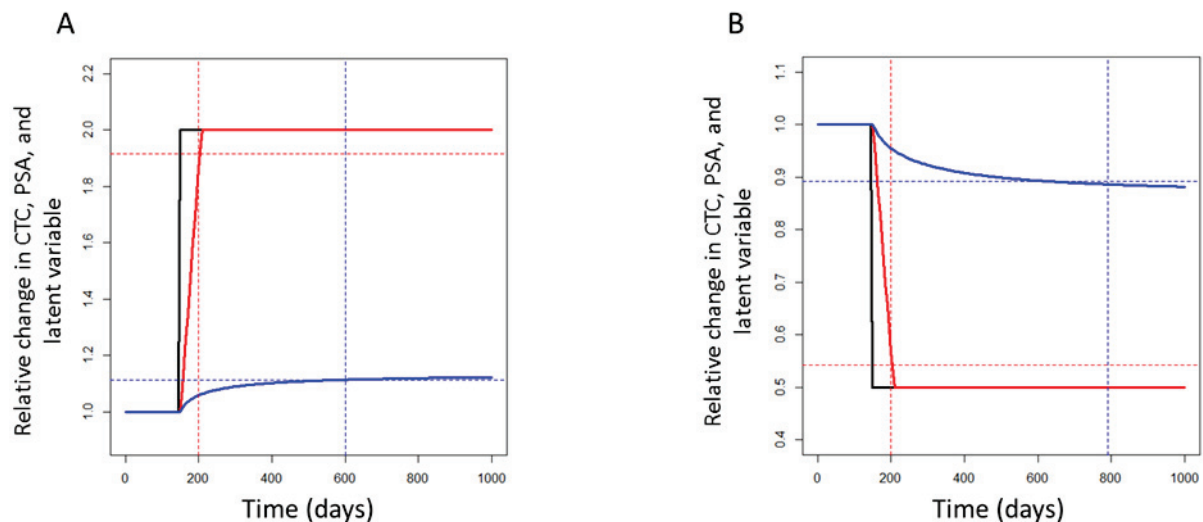 A
Relative change in CTC, PSA, and
latent variable
2.2
2.0
1.8
1.6
1.4
1.2
1.0
0 200 400 600 800 1000
Time (days)
B
Relative change in CTC, PSA, and
latent variable
1.1
1.0
0.9
0.8
0.7
0.6
0.5
0.4
0 200 400 600 800 1000
Time (days)